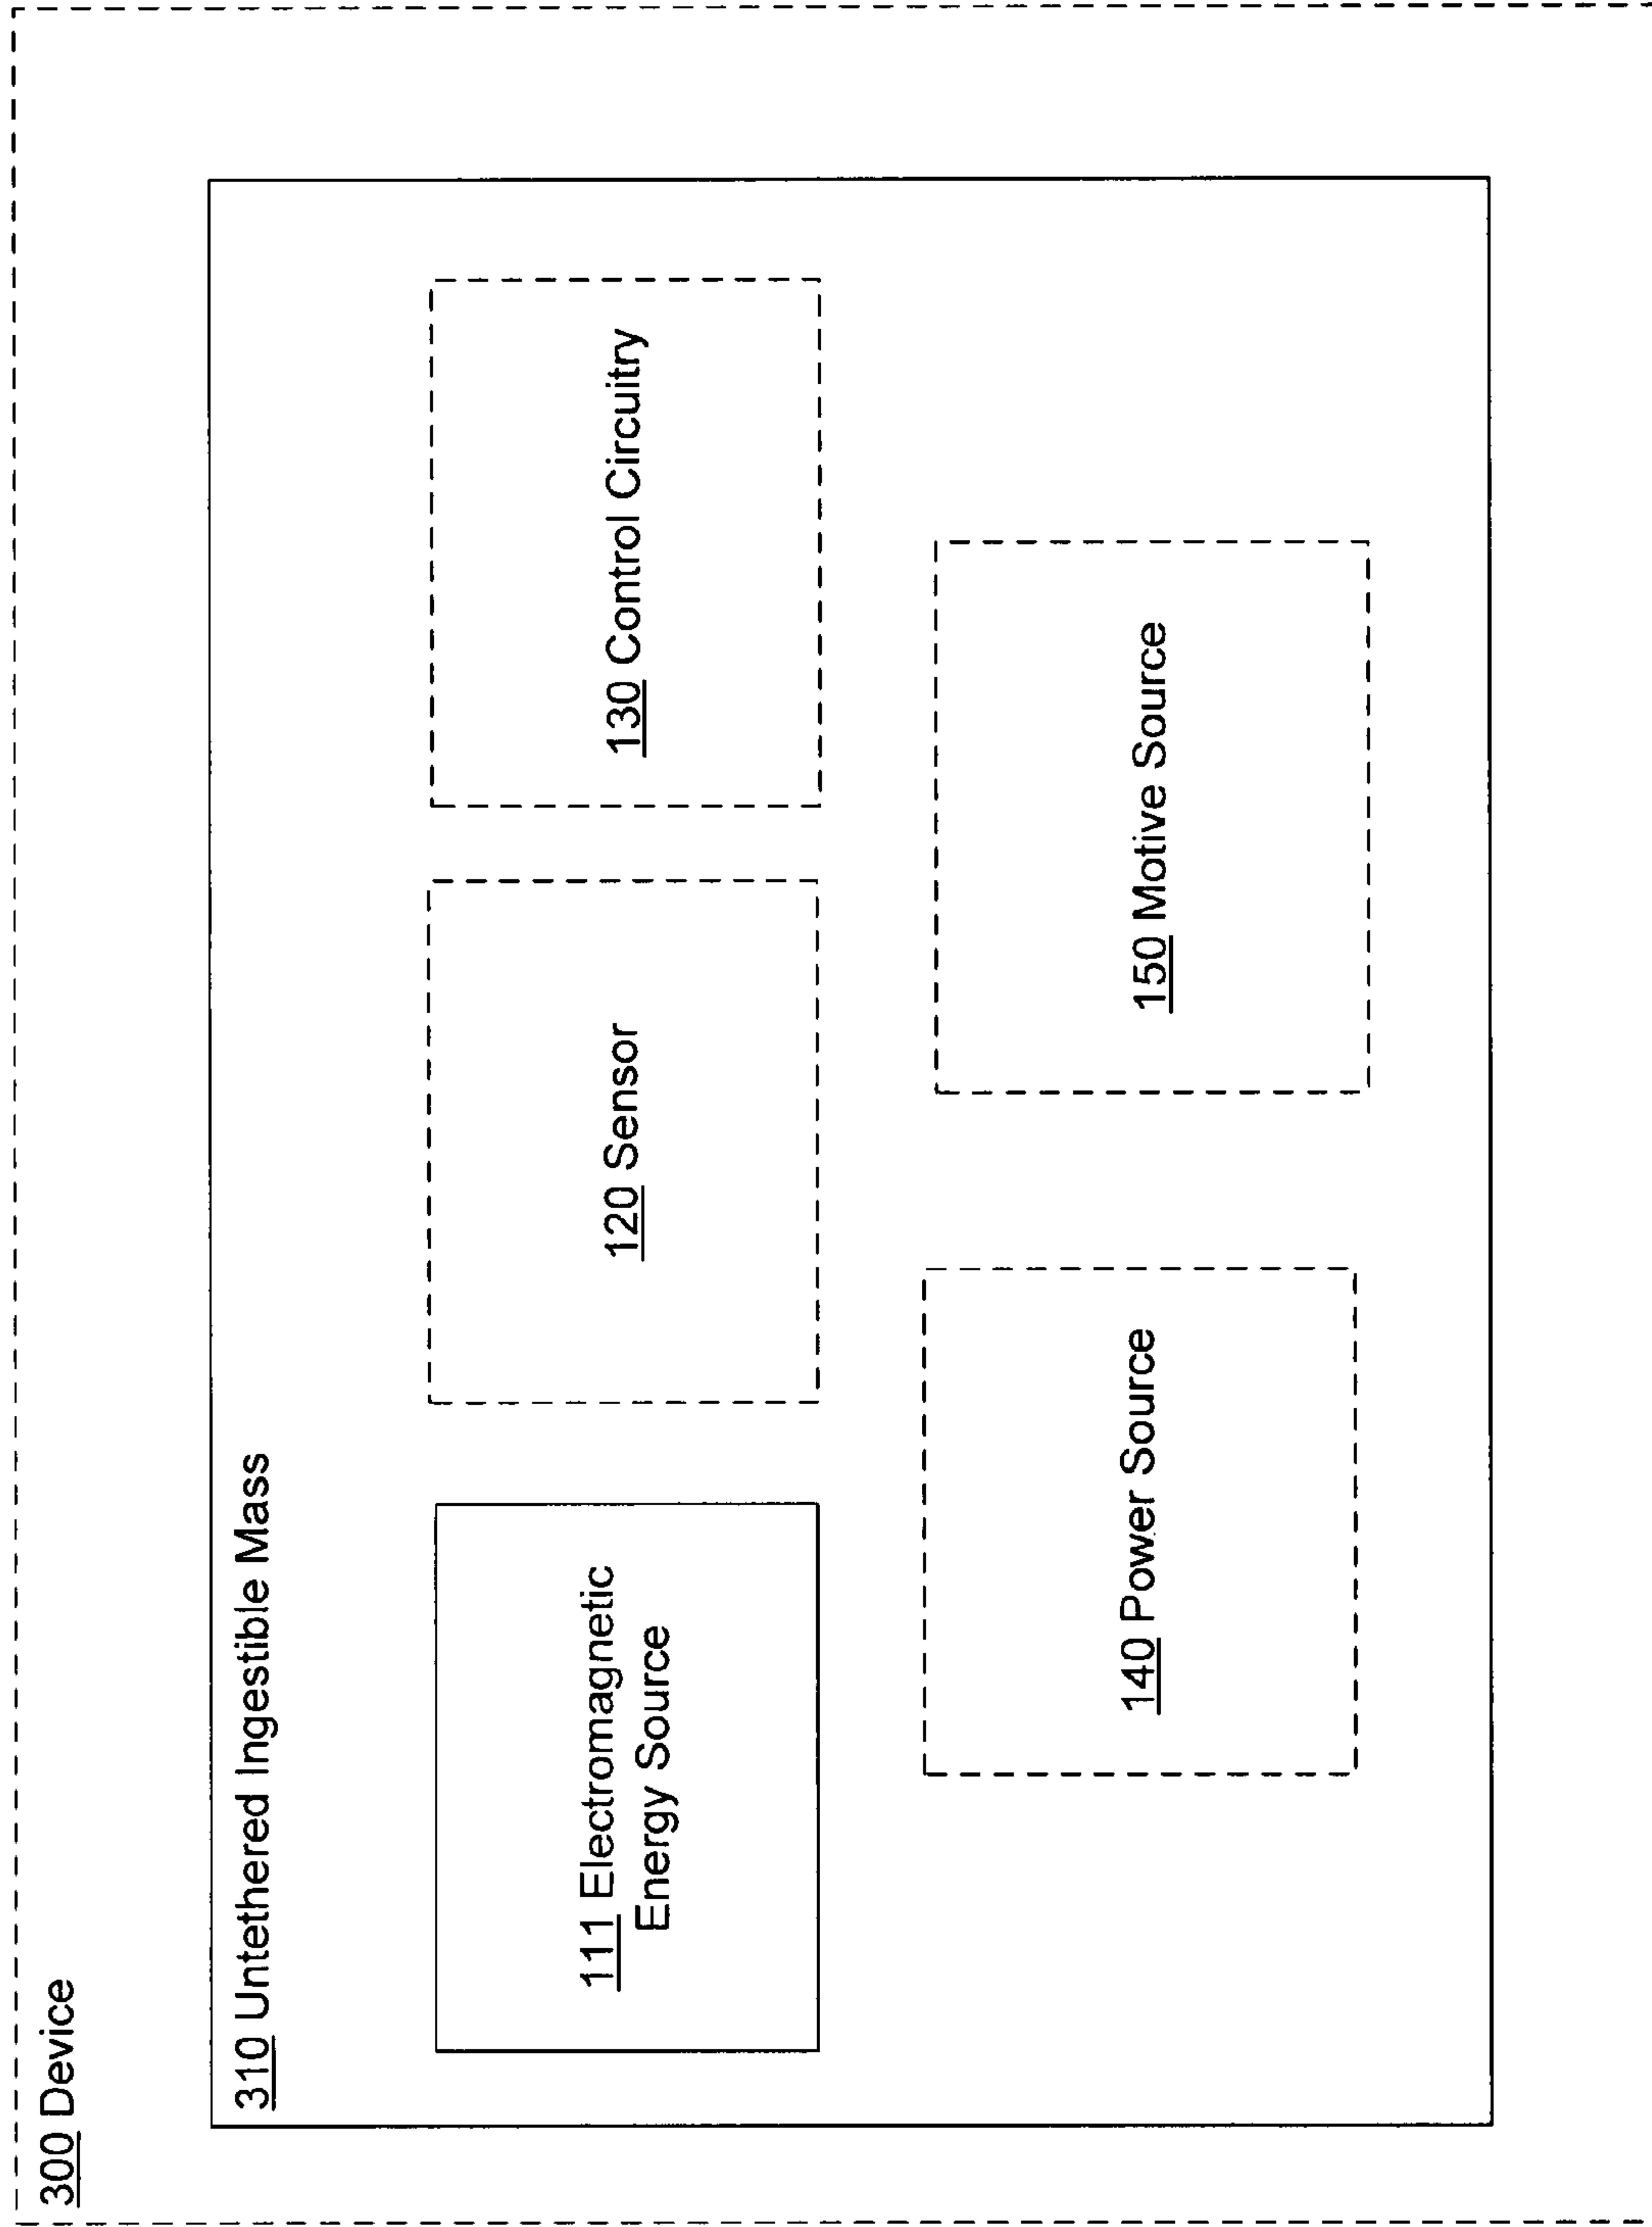 300 Device
310 Untethered Ingestible Mass
111 Electromagnetic
Energy Source
120 Sensor
130 Control Circuitry
140 Power Source
150 Motive Source